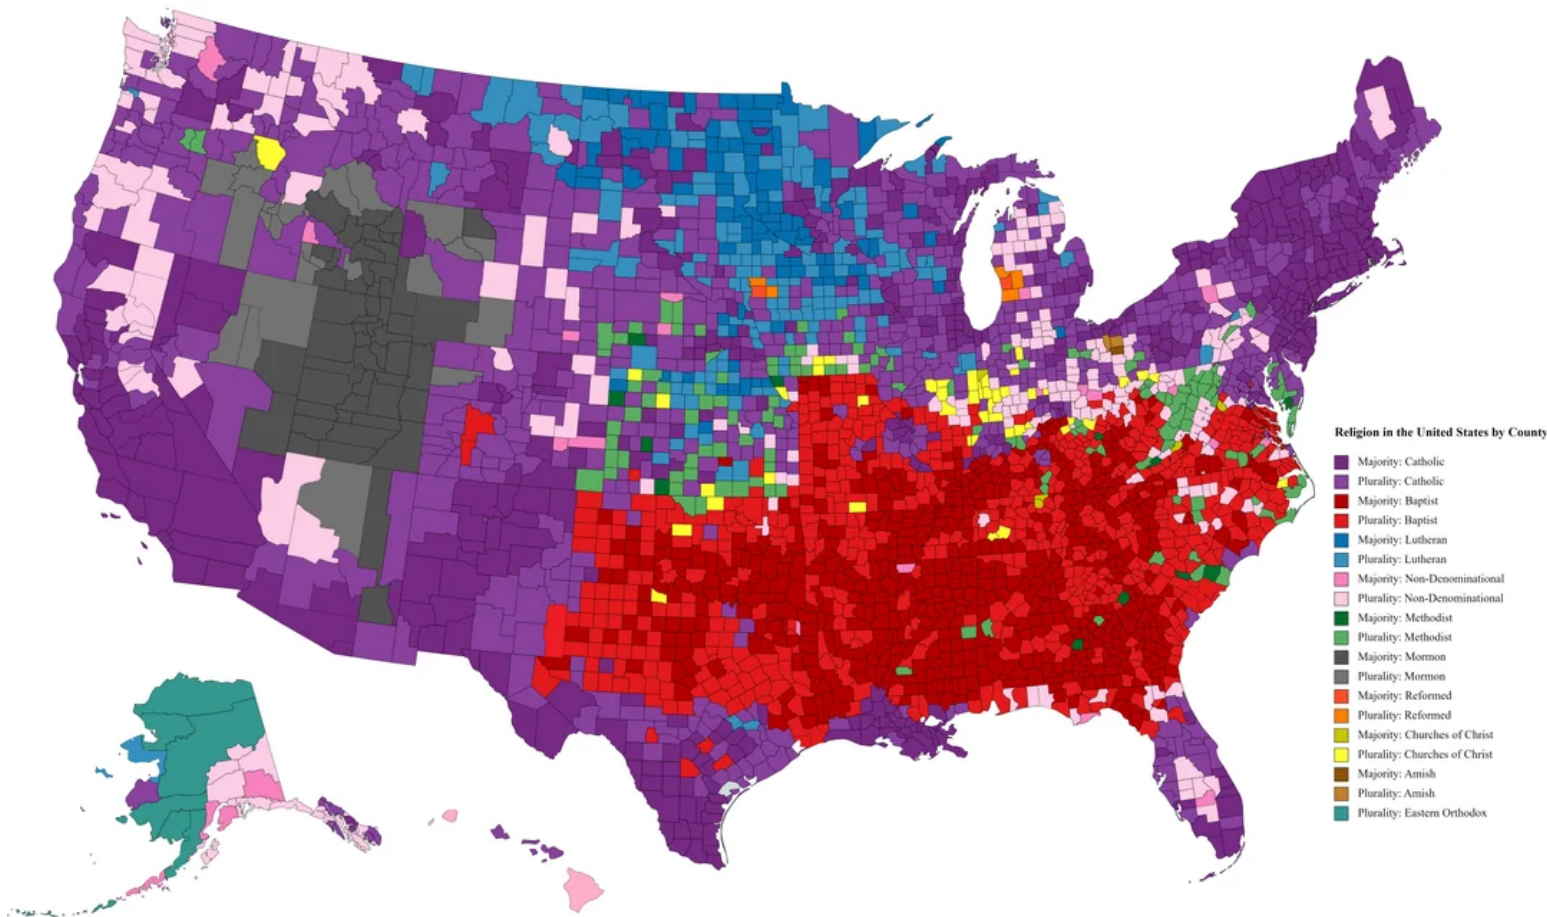 Religion in the United States by County
Majority: Catholic
Plurality: Catholic
Majority: Baptist
Plurality: Baptist
Majority: Lutheran
Plurality: Lutheran
Majority: Non-Denominational
Plurality: Non-Denominational
Majority: Methodist
Plurality: Methodist
Majority: Mormon
Plurality: Mormon
Majority: Reformed
Plurality: Reformed
Majority: Churches of Christ
Plurality: Churches of Christ
Majority: Amish
Plurality: Amish
Plurality: Eastern Orthodox